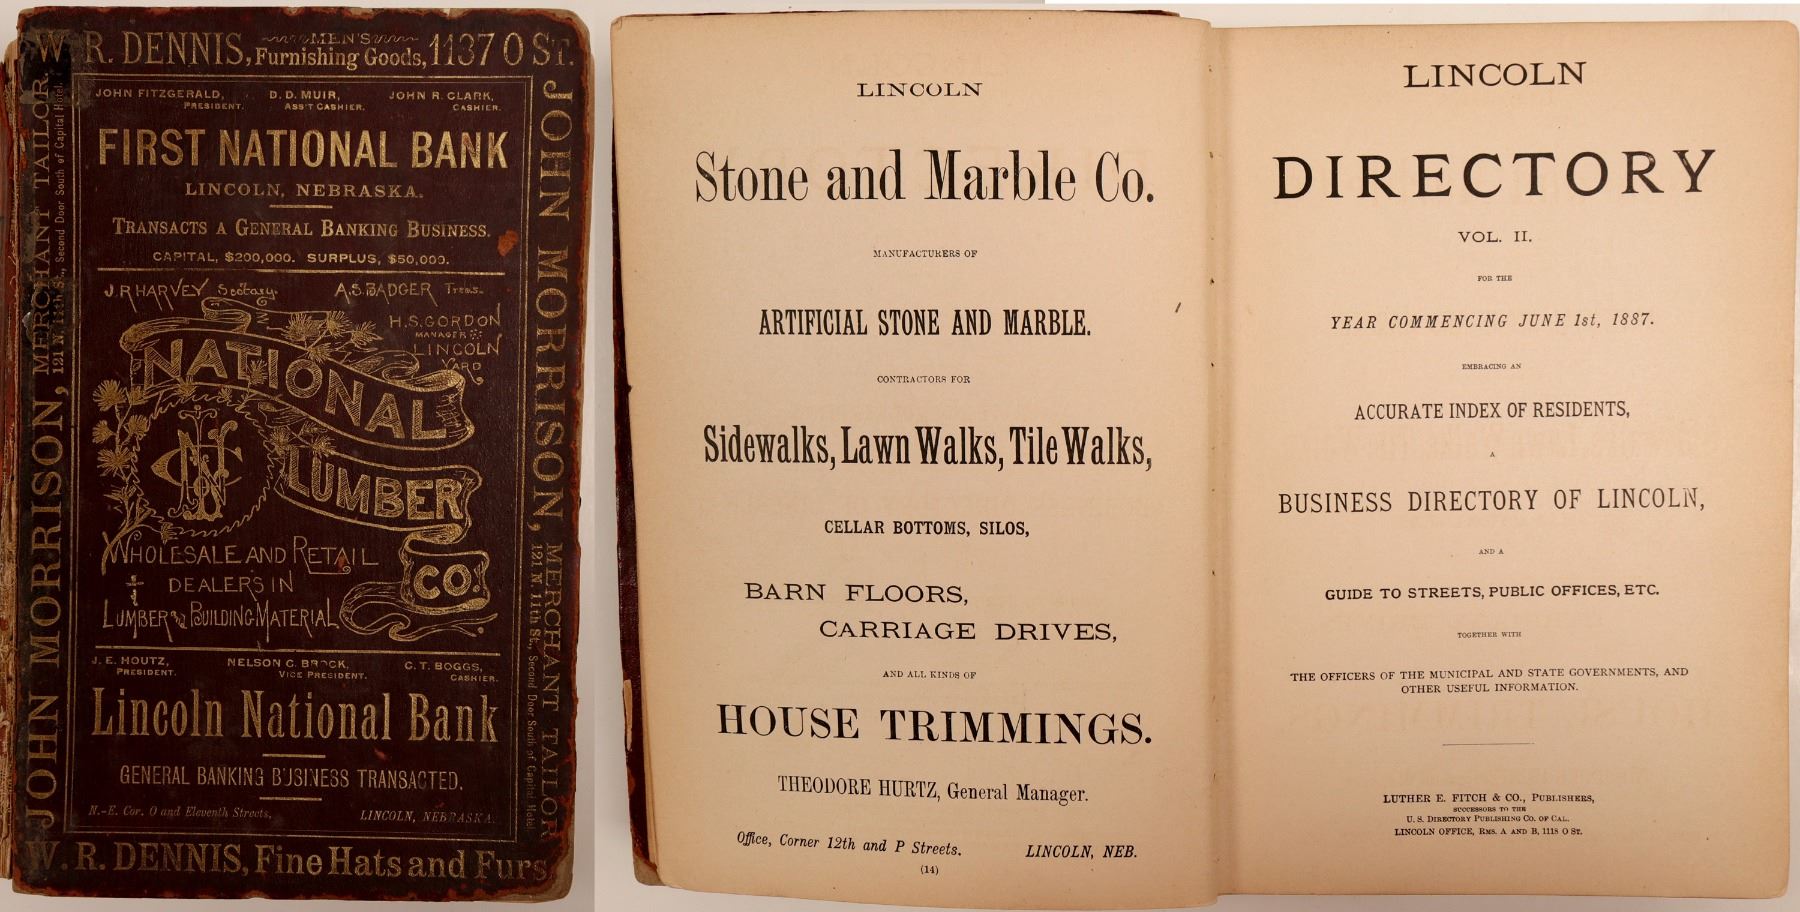 W. R. DENNIS, MEN'S Furnishing Goods, 1137 O ST.
JOHN MORRISON, MERCHANT TAILOR.
121 N. 11th St., Second Door South of Capital Hotel.
JOHN FITZGERALD, D. D. MUIR, JOHN R. CLARK,
PRESIDENT. ASS'T CASHIER. CASHIER.
FIRST NATIONAL BANK
LINCOLN, NEBRASKA.
TRANSACTS A GENERAL BANKING BUSINESS.
CAPITAL, $200,000. SURPLUS, $50,000.
J. R HARVEY Sectary. A.S. BADGER Treas.
H.S. GORDON
MANAGER
LINCOLN
YARD
NATIONAL
LUMBER
CO.
WHOLESALE AND RETAIL
DEALERS IN
LUMBER & BUILDING MATERIAL
J. E. HOUTZ, NELSON C. BROCK, C. T. BOGGS,
PRESIDENT. VICE PRESIDENT. CASHIER.
Lincoln National Bank
GENERAL BANKING BUSINESS TRANSACTED.
N.-E. Cor. O and Eleventh Streets, LINCOLN, NEBRASKA.
JOHN MORRISON, MERCHANT TAILOR
121 N. 11th St., Second Door South of Capital Hotel.
W. R. DENNIS, Fine Hats and Furs
LINCOLN
Stone and Marble Co.
MANUFACTURERS OF
ARTIFICIAL STONE AND MARBLE.
CONTRACTORS FOR
Sidewalks, Lawn Walks, Tile Walks,
CELLAR BOTTOMS, SILOS,
BARN FLOORS,
CARRIAGE DRIVES,
AND ALL KINDS OF
HOUSE TRIMMINGS.
THEODORE HURTZ, General Manager.
Office, Corner 12th and P Streets. LINCOLN, NEB.
(14)
LINCOLN
DIRECTORY
VOL. II.
FOR THE
YEAR COMMENCING JUNE 1st, 1887.
EMBRACING AN
ACCURATE INDEX OF RESIDENTS,
A
BUSINESS DIRECTORY OF LINCOLN,
AND A
GUIDE TO STREETS, PUBLIC OFFICES, ETC.
TOGETHER WITH
THE OFFICERS OF THE MUNICIPAL AND STATE GOVERNMENTS, AND
OTHER USEFUL INFORMATION.
LUTHER E. FITCH & CO., PUBLISHERS,
SUCCESSORS TO THE
U. S. DIRECTORY PUBLISHING CO. OF CAL.
LINCOLN OFFICE, RMS. A AND B, 1118 O ST.